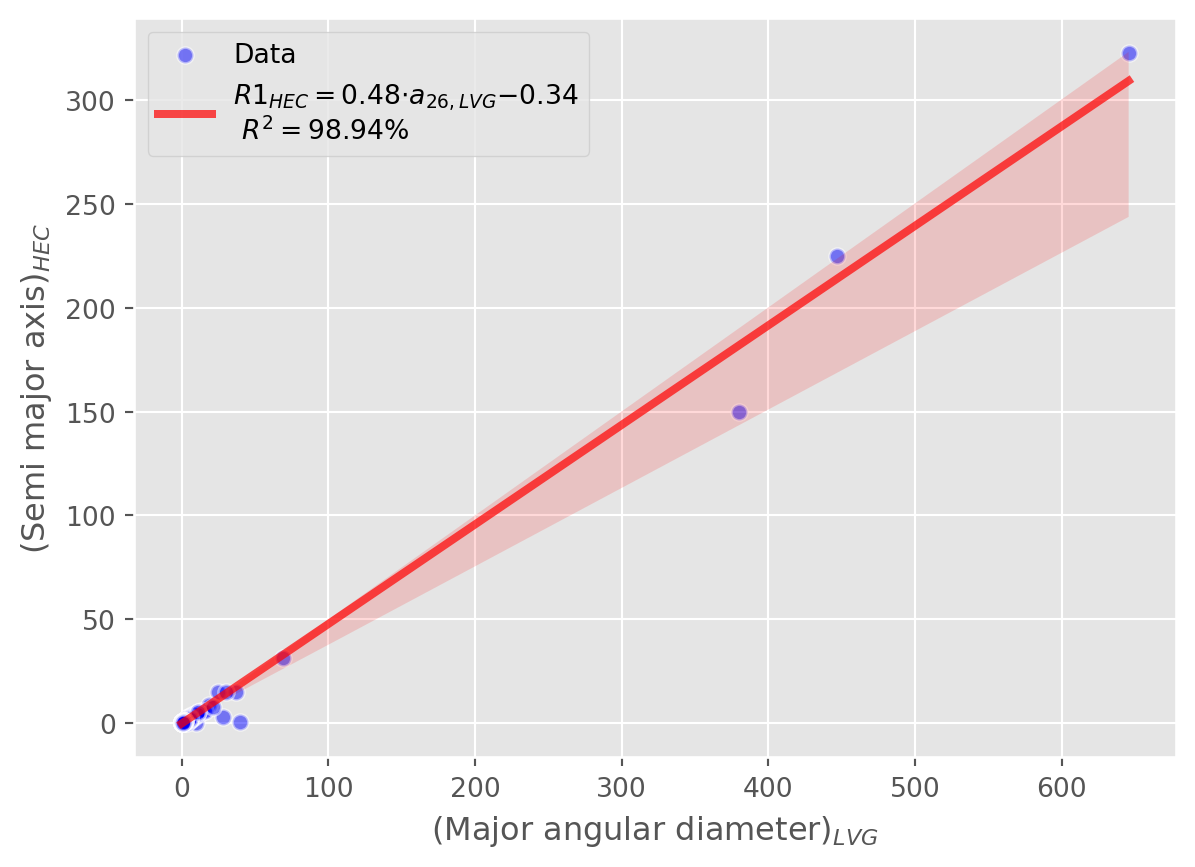 Data
R1_{HEC} = 0.48·a_{26, LVG}−0.34
R^2 = 98.94%
300
250
200
150
100
50
0
(Semi major axis)_{HEC}
0 100 200 300 400 500 600
(Major angular diameter)_{LVG}